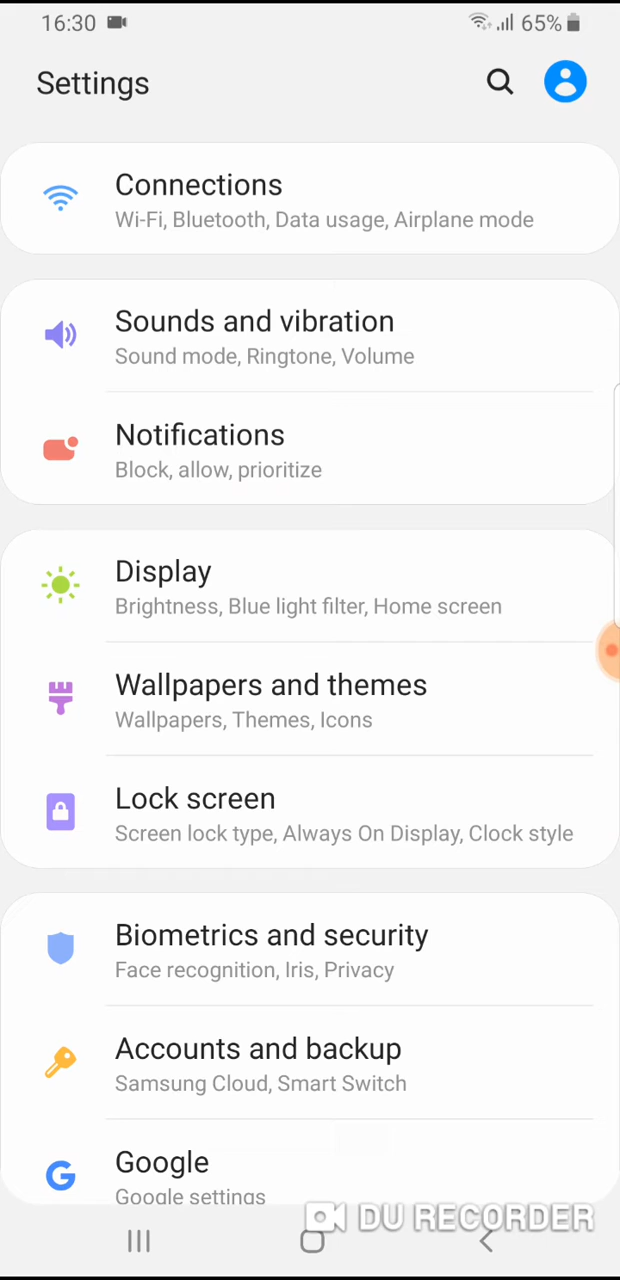 16:30 65%
Settings
Connections
Wi-Fi, Bluetooth, Data usage, Airplane mode
Sounds and vibration
Sound mode, Ringtone, Volume
Notifications
Block, allow, prioritize
Display
Brightness, Blue light filter, Home screen
Wallpapers and themes
Wallpapers, Themes, Icons
Lock screen
Screen lock type, Always On Display, Clock style
Biometrics and security
Face recognition, Iris, Privacy
Accounts and backup
Samsung Cloud, Smart Switch
Google
Google settings
DU RECORDER